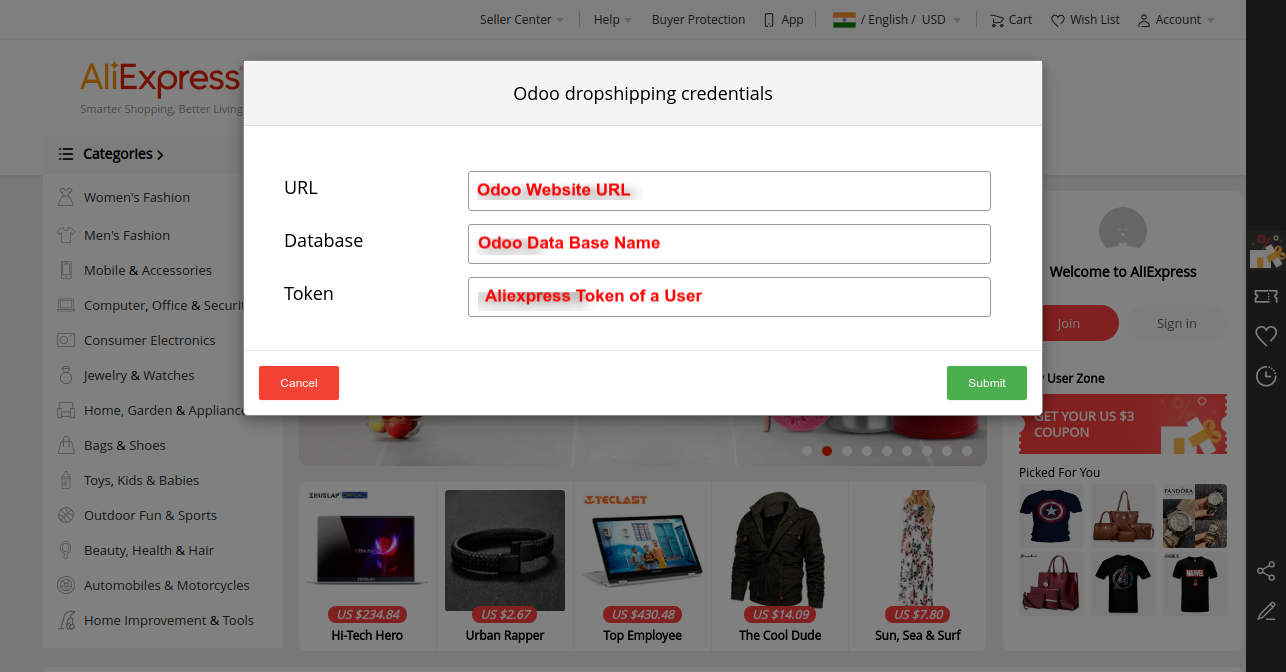 Seller Center
Help
Buyer Protection
App
/ English / USD
Cart
Wish List
Account
AliExpress
Smarter Shopping, Better Living
Odoo dropshipping credentials
URL
Odoo Website URL
Database
Odoo Data Base Name
Token
Aliexpress Token of a User
Cancel
Submit
Categories
Women's Fashion
Men's Fashion
Mobile & Accessories
Computer, Office & Securit
Consumer Electronics
Jewelry & Watches
Home, Garden & Applianc
Bags & Shoes
Toys, Kids & Babies
Outdoor Fun & Sports
Beauty, Health & Hair
Automobiles & Motorcycles
Home Improvement & Tools
ZEUSLAP
US $234.84
Hi-Tech Hero
US $2.67
Urban Rapper
TECLAST
US $430.48
Top Employee
US $14.09
The Cool Dude
US $7.80
Sun, Sea & Surf
Welcome to AliExpress
Join
Sign in
User Zone
GET YOUR US $3
COUPON
Picked For You
PANDÖRA
MARVEL